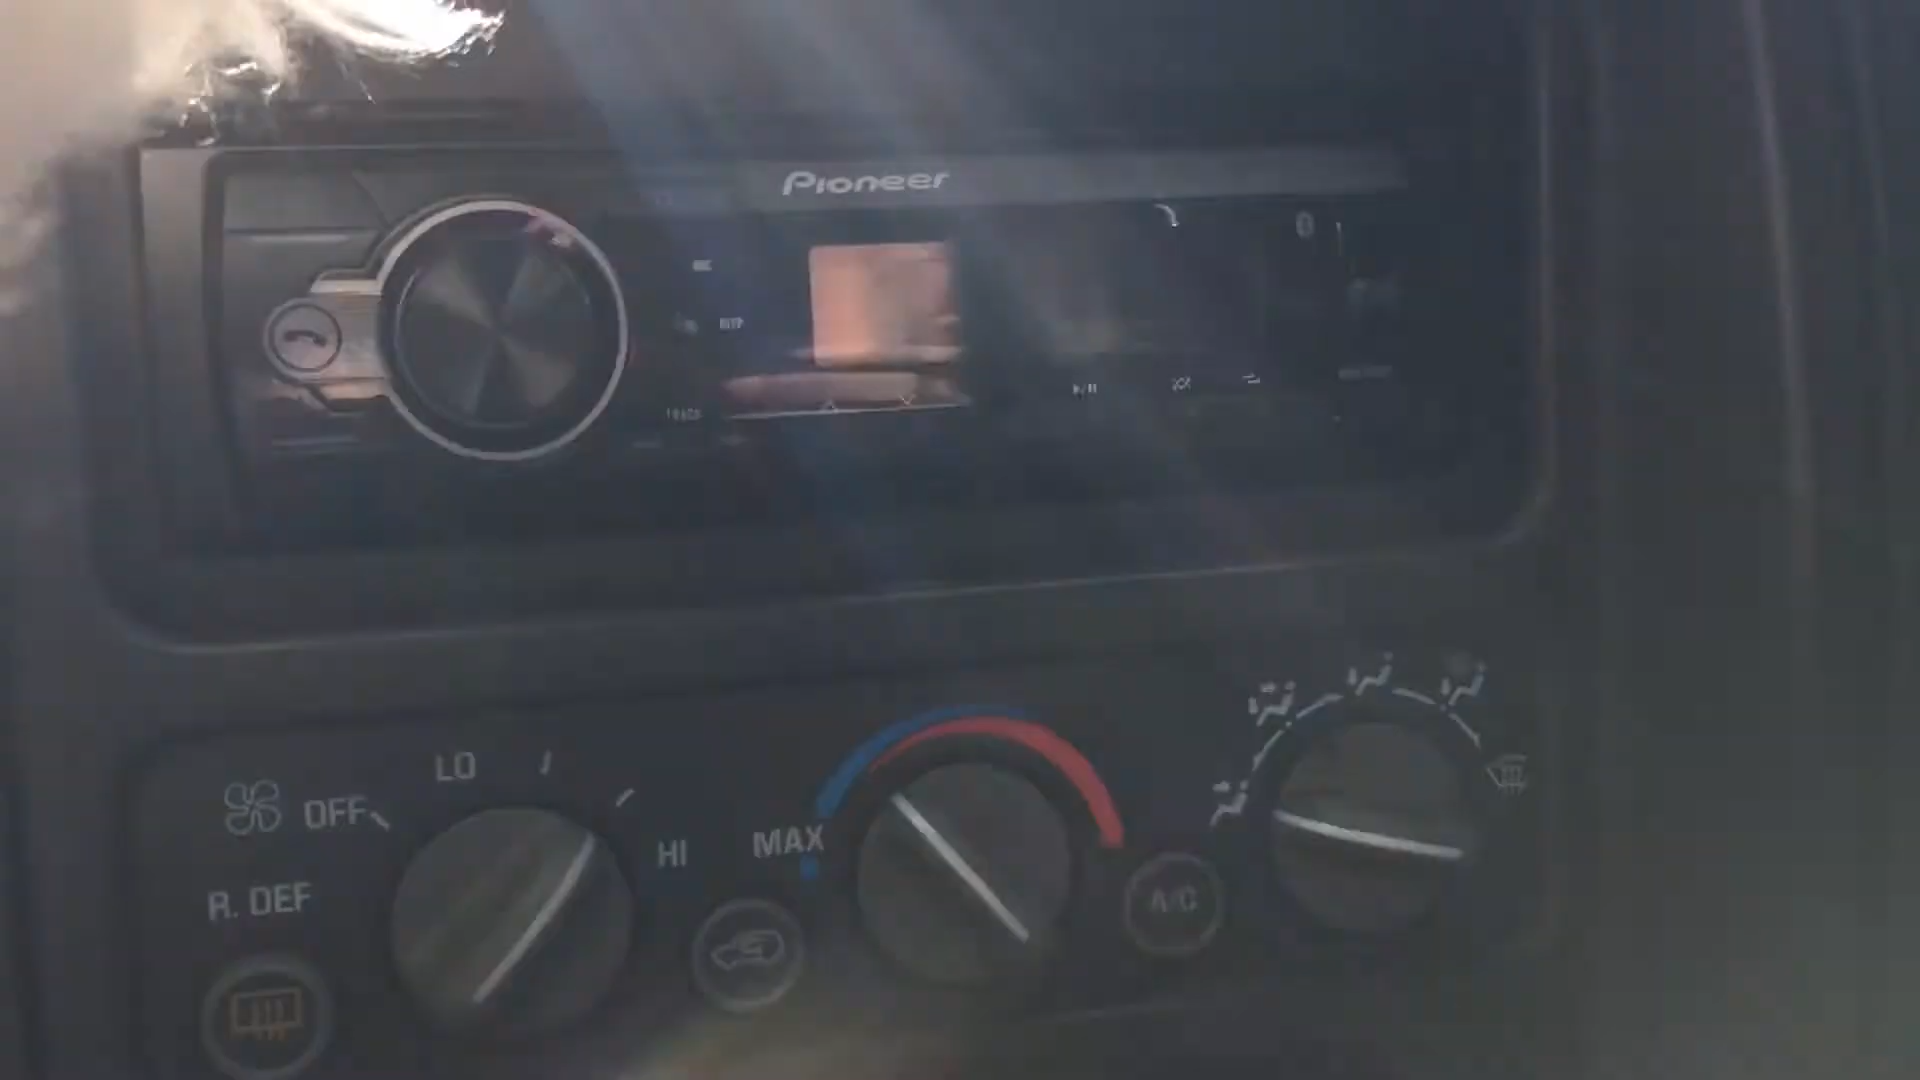 Pioneer
LO
OFF
HI
MAX
R. DEF
A/C